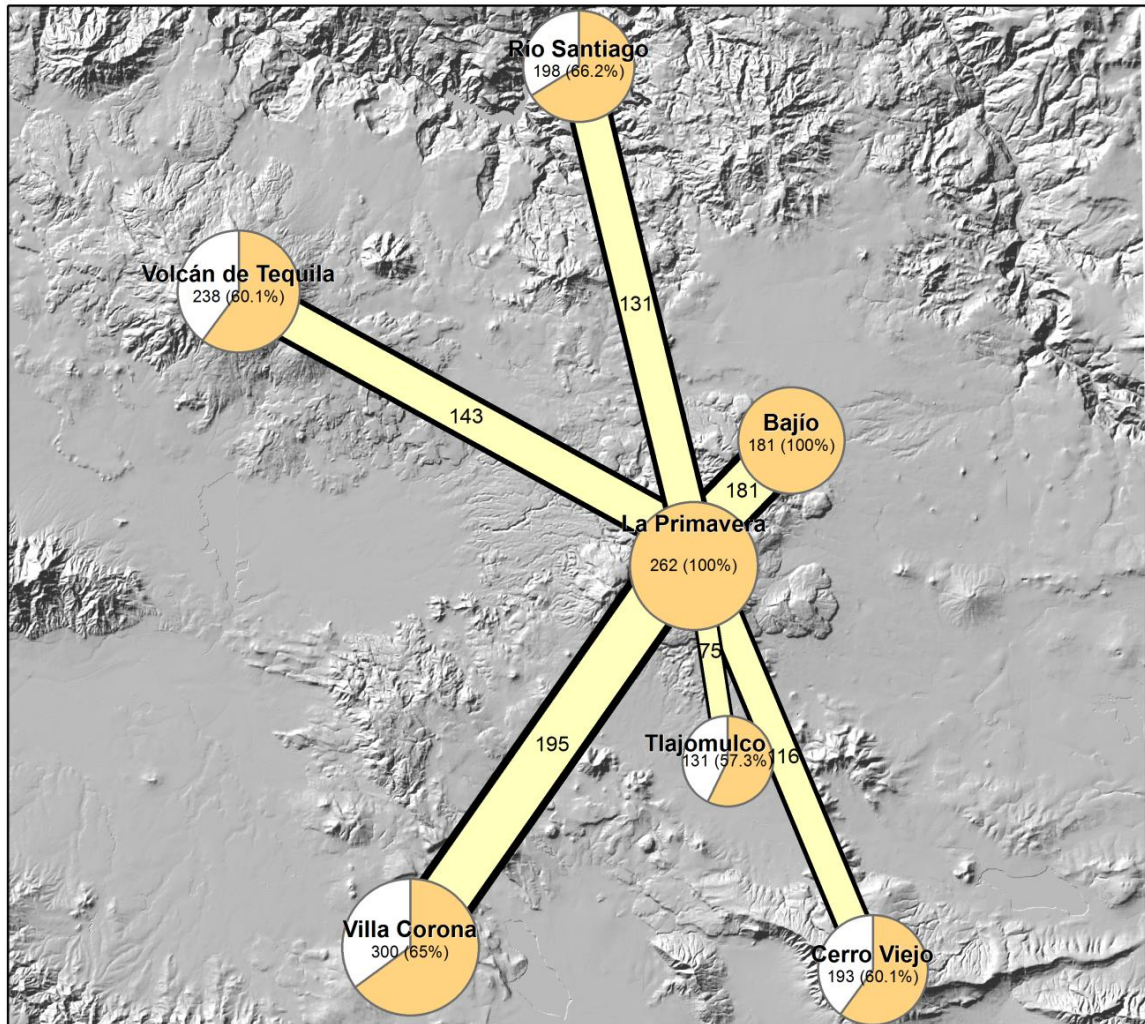 Río Santiago
198 (66.2%)
Volcán de Tequila
238 (60.1%)
131
143
Bajío
181 (100%)
181
La Primavera
262 (100%)
75
195
Tlajomulco
131 (57.3%)
116
Villa Corona
300 (65%)
Cerro Viejo
193 (60.1%)